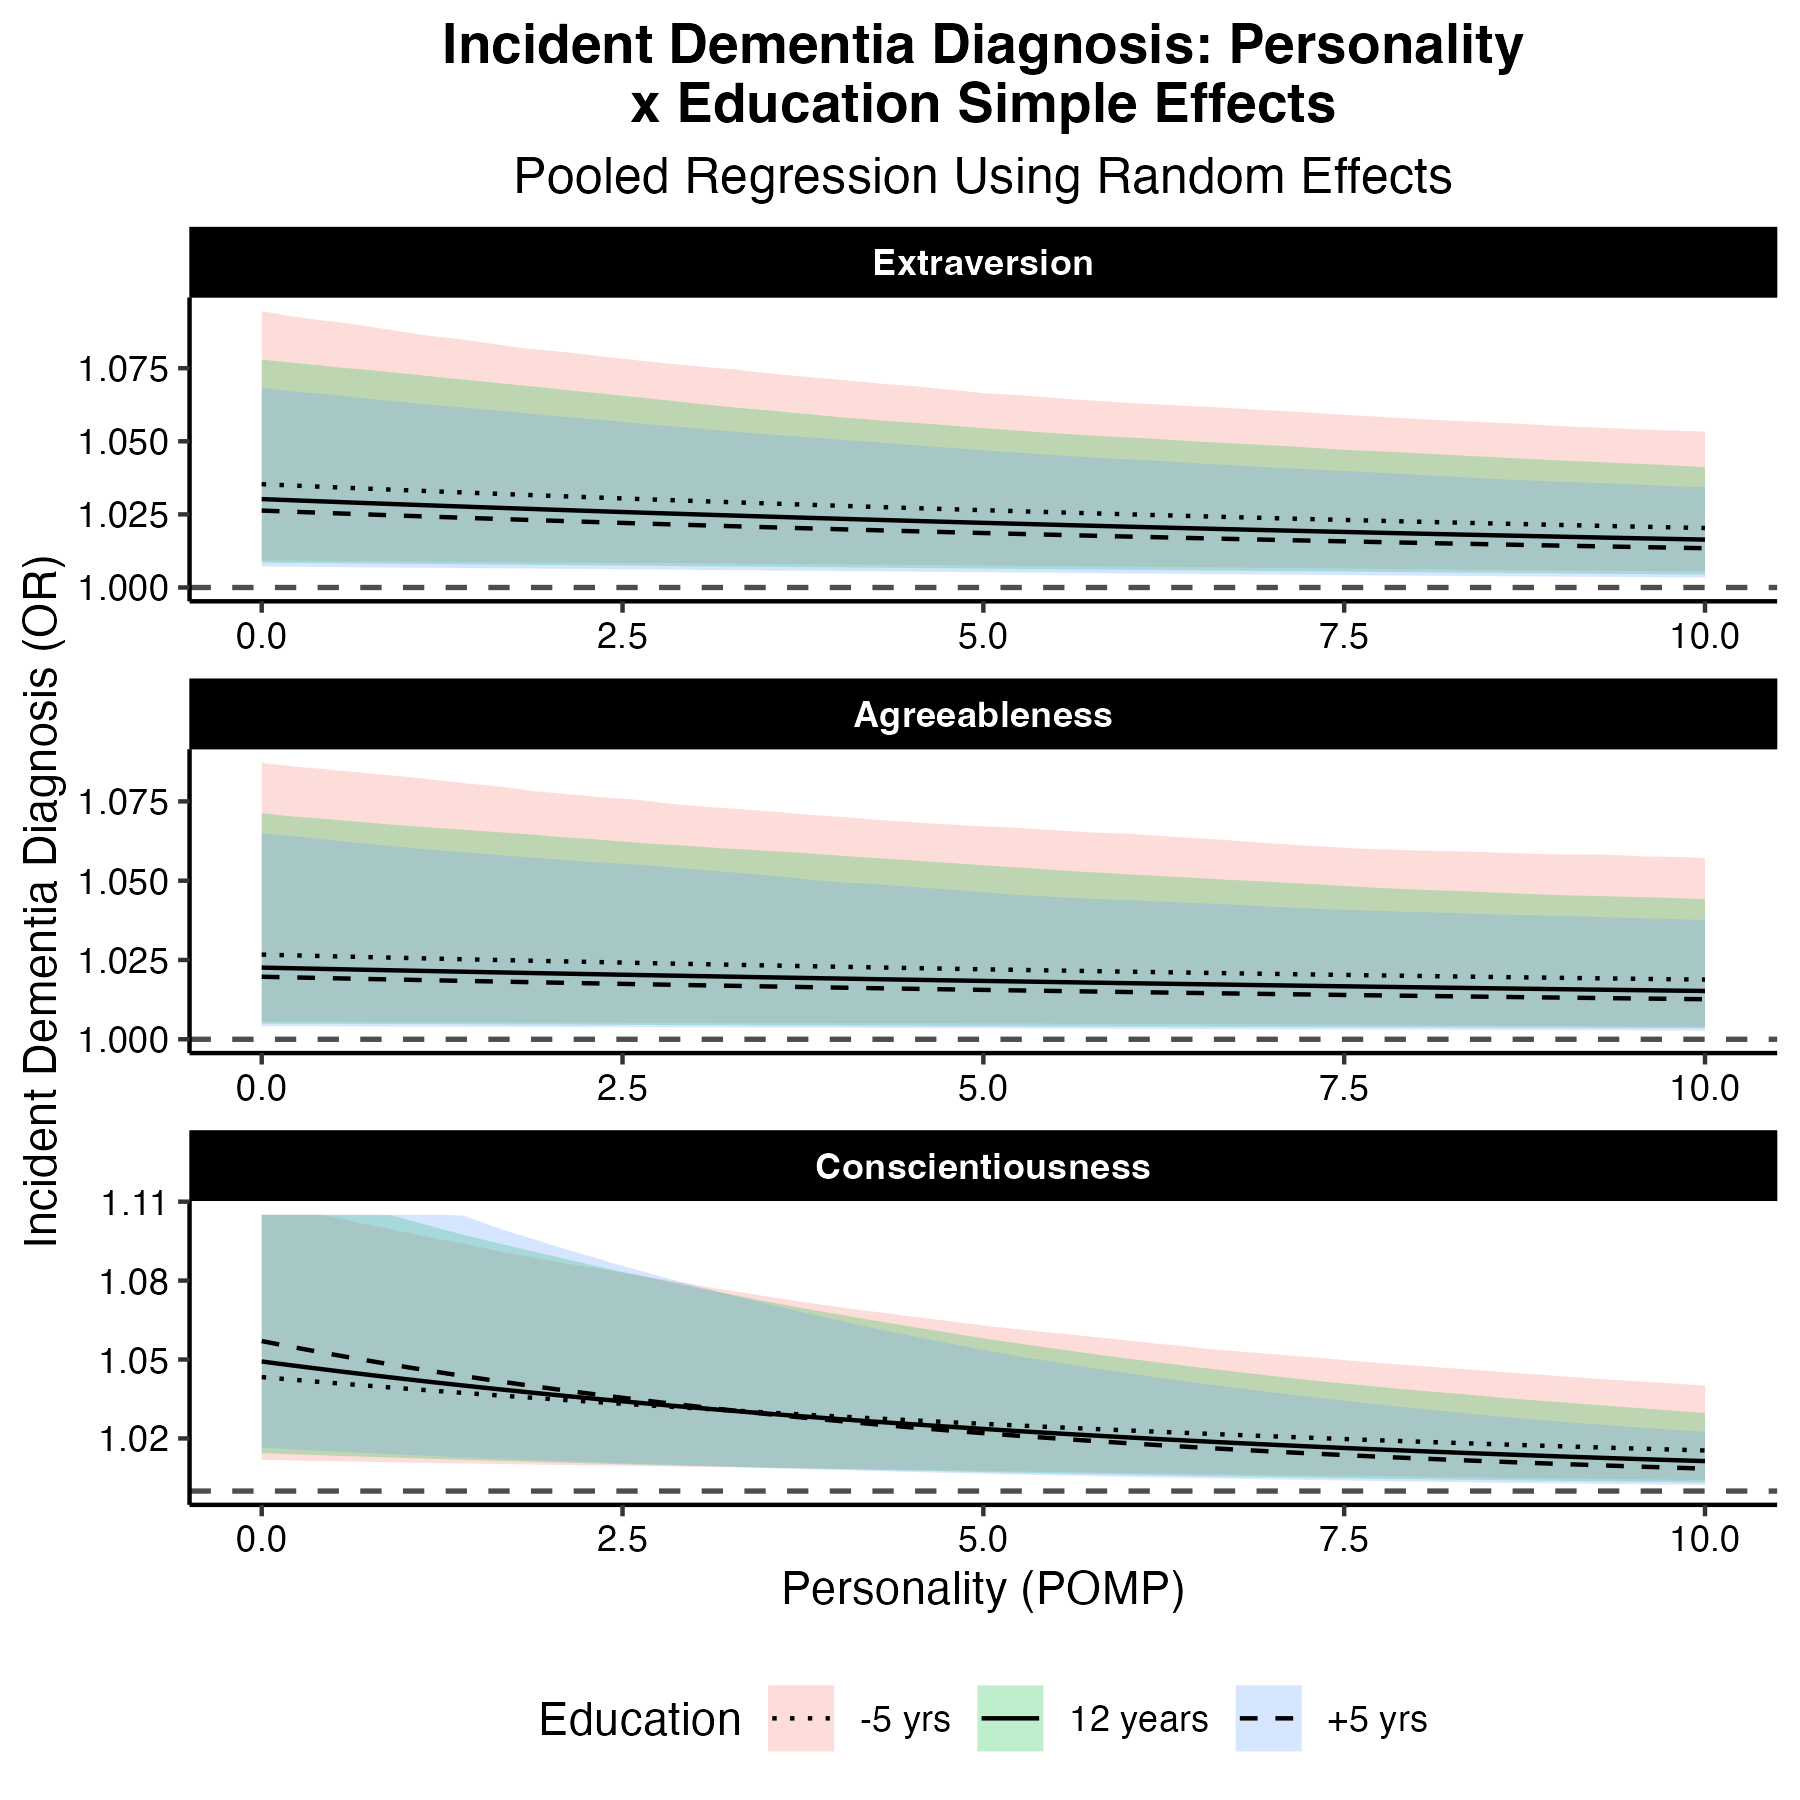 Incident Dementia Diagnosis: Personality
x Education Simple Effects
Pooled Regression Using Random Effects
Incident Dementia Diagnosis (OR)
Extraversion
1.075
1.050
1.025
1.000
0.0 2.5 5.0 7.5 10.0
Agreeableness
1.075
1.050
1.025
1.000
0.0 2.5 5.0 7.5 10.0
Conscientiousness
1.11
1.08
1.05
1.02
0.0 2.5 5.0 7.5 10.0
Personality (POMP)
Education -5 yrs 12 years +5 yrs